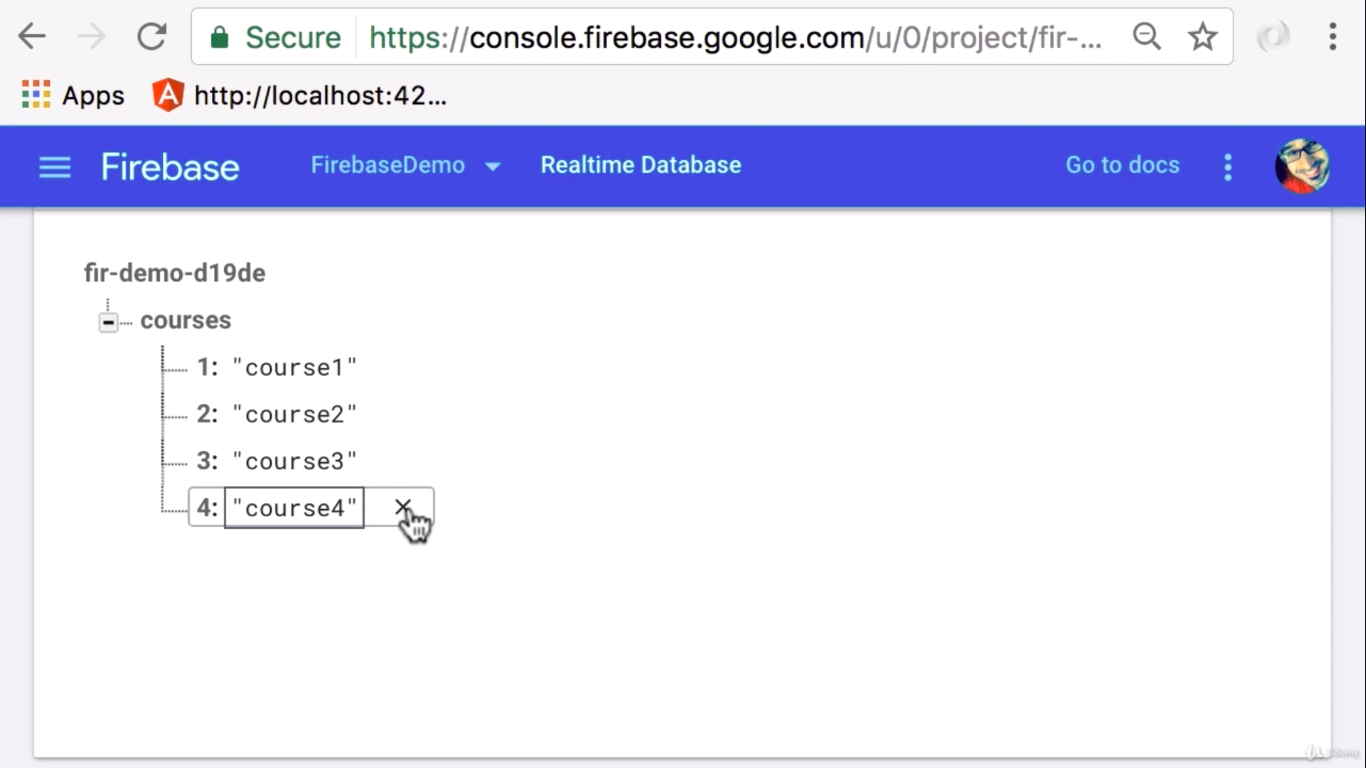 Secure https://console.firebase.google.com/u/0/project/fir-...
Apps http://localhost:42...
Firebase FirebaseDemo Realtime Database Go to docs
fir-demo-d19de
courses
1: "course1"
2: "course2"
3: "course3"
4: "course4"
Udemy